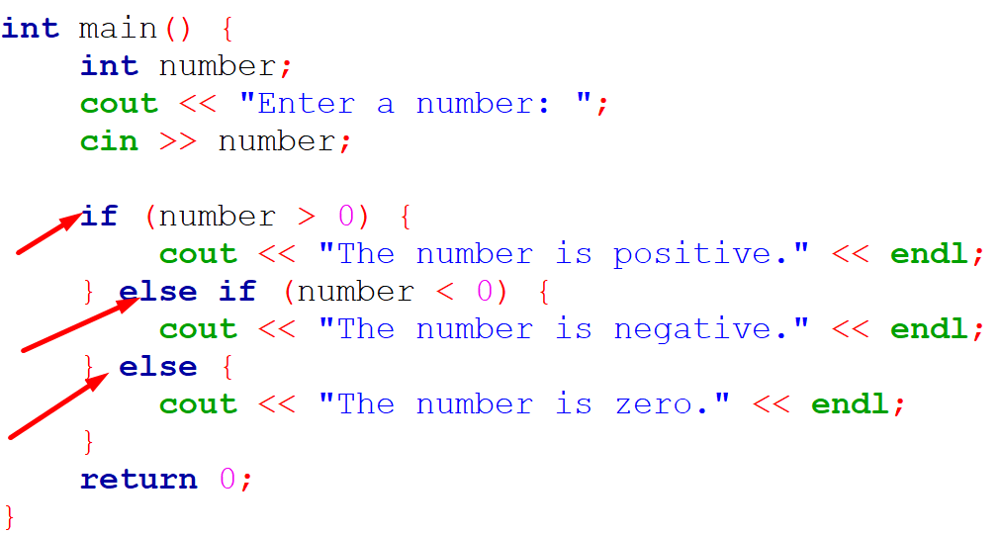 int main() {
    int number;
    cout << "Enter a number: ";
    cin >> number;

    if (number > 0) {
        cout << "The number is positive." << endl;
    } else if (number < 0) {
        cout << "The number is negative." << endl;
    } else {
        cout << "The number is zero." << endl;
    }
    return 0;
}